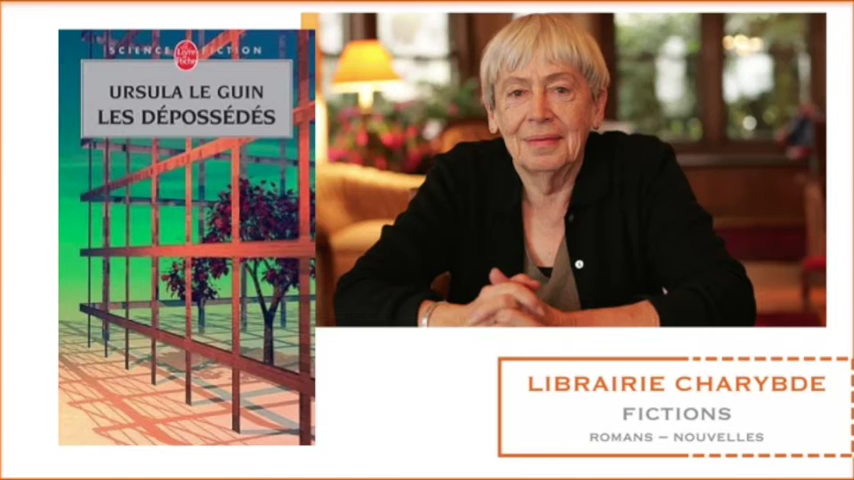 SCIENCE FICTION
Le Livre de Poche
URSULA LE GUIN
LES DÉPOSSÉDÉS
LIBRAIRIE CHARYBDE
FICTIONS
ROMANS – NOUVELLES